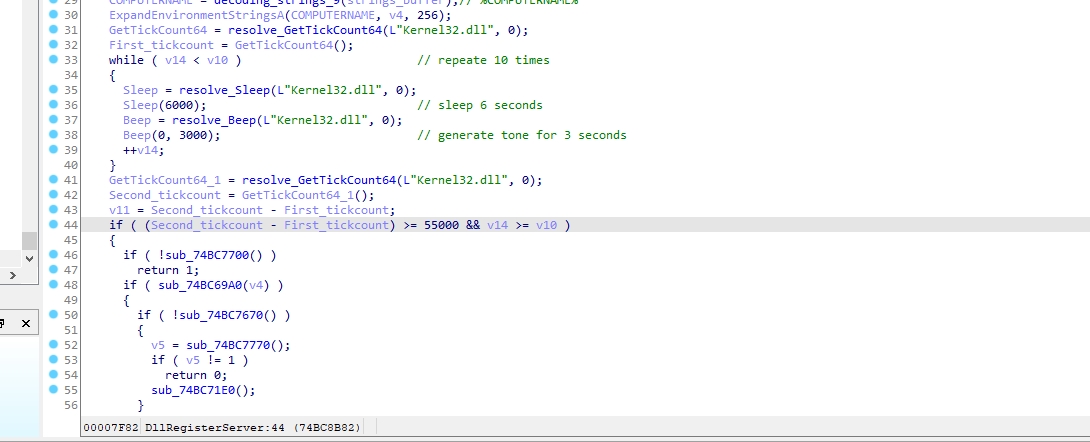 29 COMPUTERNAME = decoding_strings_9(strings_buffer);// %COMPUTERNAME%
30 ExpandEnvironmentStringsA(COMPUTERNAME, v4, 256);
31 GetTickCount64 = resolve_GetTickCount64(L"Kernel32.dll", 0);
32 First_tickcount = GetTickCount64();
33 while ( v14 < v10 ) // repeate 10 times
34 {
35 Sleep = resolve_Sleep(L"Kernel32.dll", 0);
36 Sleep(6000); // sleep 6 seconds
37 Beep = resolve_Beep(L"Kernel32.dll", 0);
38 Beep(0, 3000); // generate tone for 3 seconds
39 ++v14;
40 }
41 GetTickCount64_1 = resolve_GetTickCount64(L"Kernel32.dll", 0);
42 Second_tickcount = GetTickCount64_1();
43 v11 = Second_tickcount - First_tickcount;
44 if ( (Second_tickcount - First_tickcount) >= 55000 && v14 >= v10 )
45 {
46 if ( !sub_74BC7700() )
47 return 1;
48 if ( sub_74BC69A0(v4) )
49 {
50 if ( !sub_74BC7670() )
51 {
52 v5 = sub_74BC7770();
53 if ( v5 != 1 )
54 return 0;
55 sub_74BC71E0();
56 }
00007F82 DllRegisterServer:44 (74BC8B82)